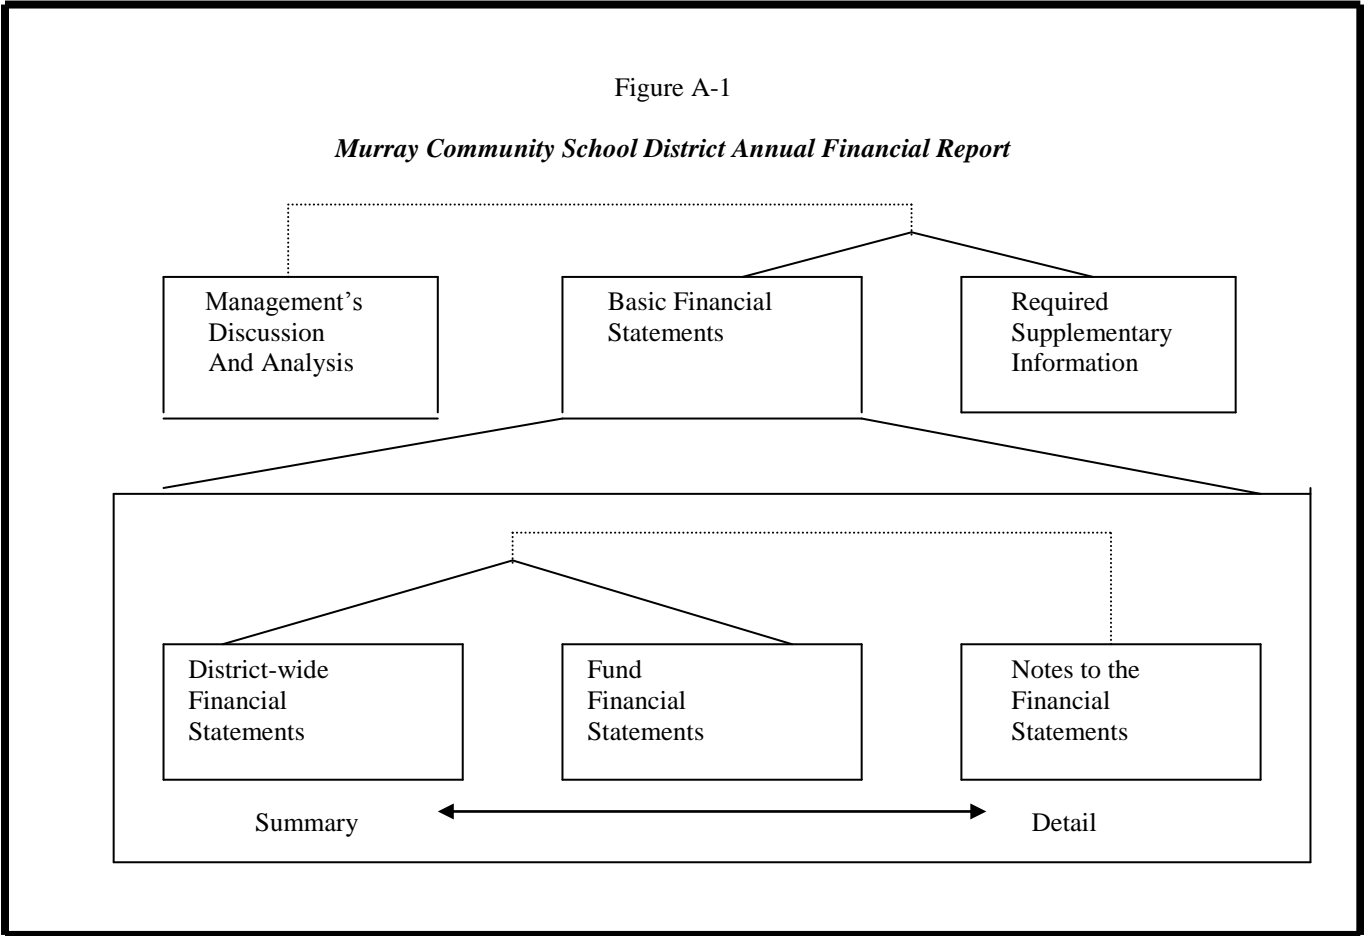 Figure A-1
Murray Community School District Annual Financial Report
Management’s
Discussion
And Analysis
Basic Financial
Statements
Required
Supplementary
Information
District-wide
Financial
Statements
Fund
Financial
Statements
Notes to the
Financial
Statements
Summary
Detail